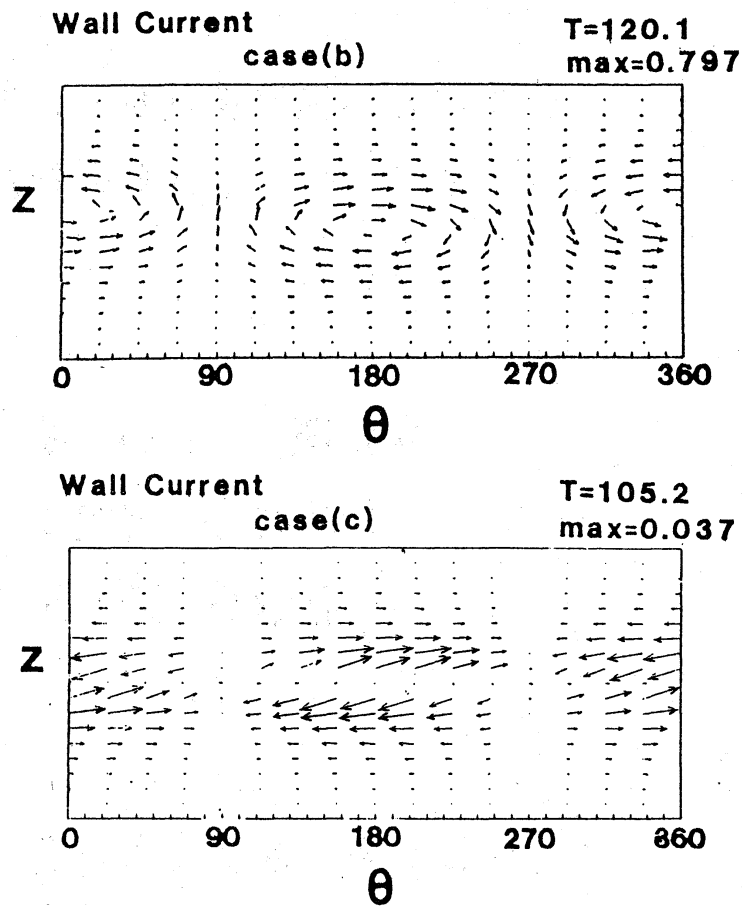 Wall Current
case(b)
T=120.1
max=0.797
Z
0 90 180 270 360
θ
Wall Current
case(c)
T=105.2
max=0.037
Z
0 90 180 270 360
θ